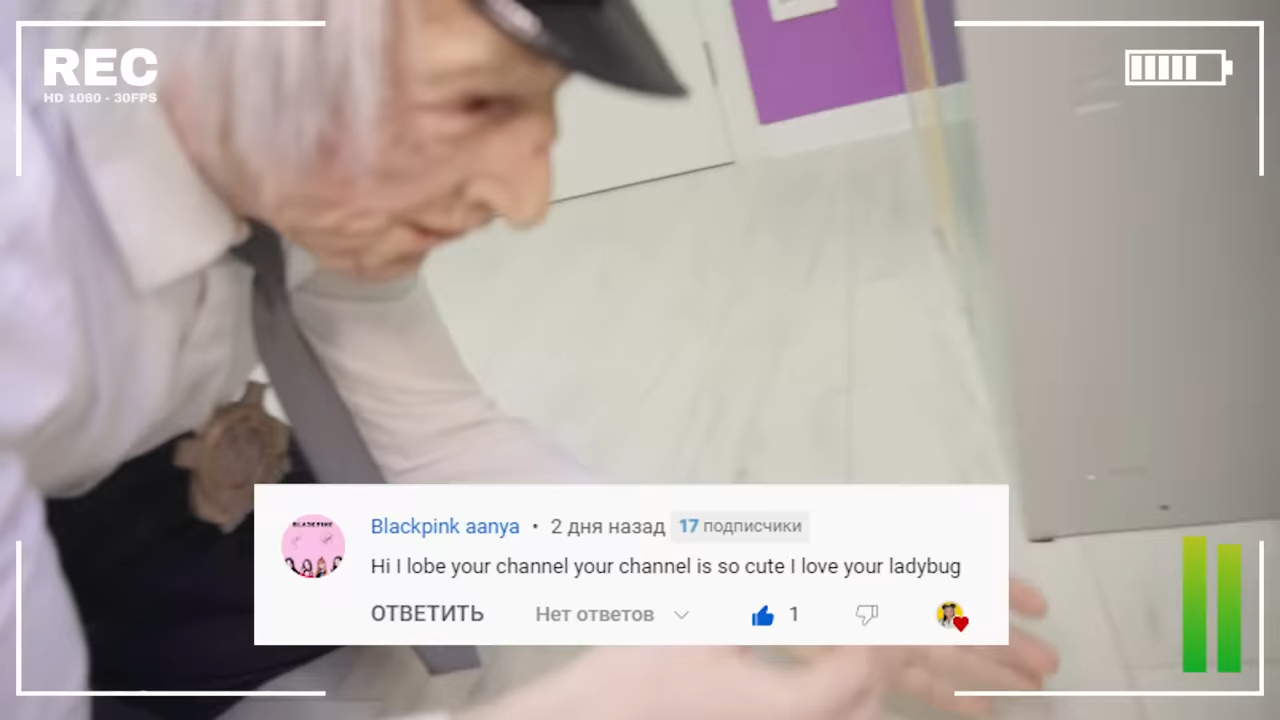 REC
HD 1080 - 30FPS
BLACKPINK
Blackpink aanya • 2 дня назад 17 подписчики
Hi I lobe your channel your channel is so cute I love your ladybug
ОТВЕТИТЬ Нет ответов 1